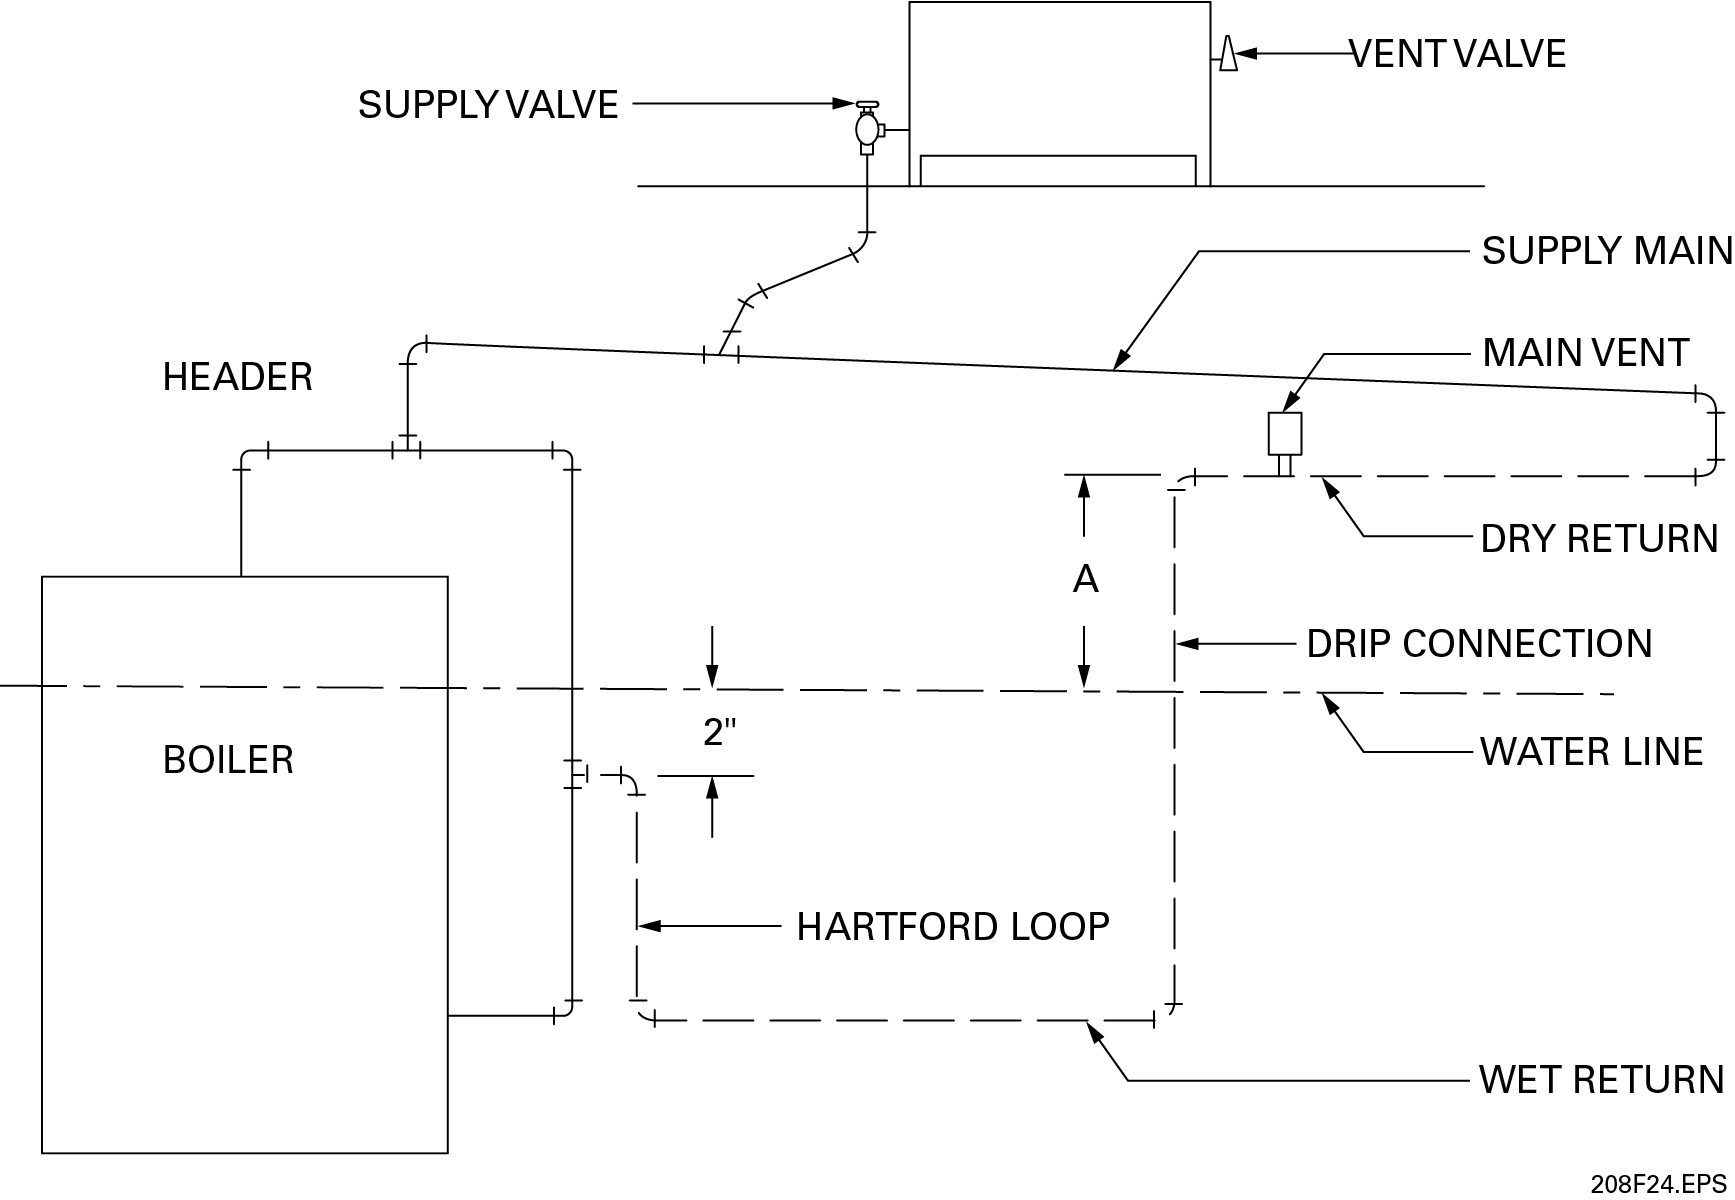 VENT VALVE
SUPPLY VALVE
SUPPLY MAIN
MAIN VENT
HEADER
DRY RETURN
A
DRIP CONNECTION
2"
WATER LINE
BOILER
HARTFORD LOOP
WET RETURN
208F24.EPS